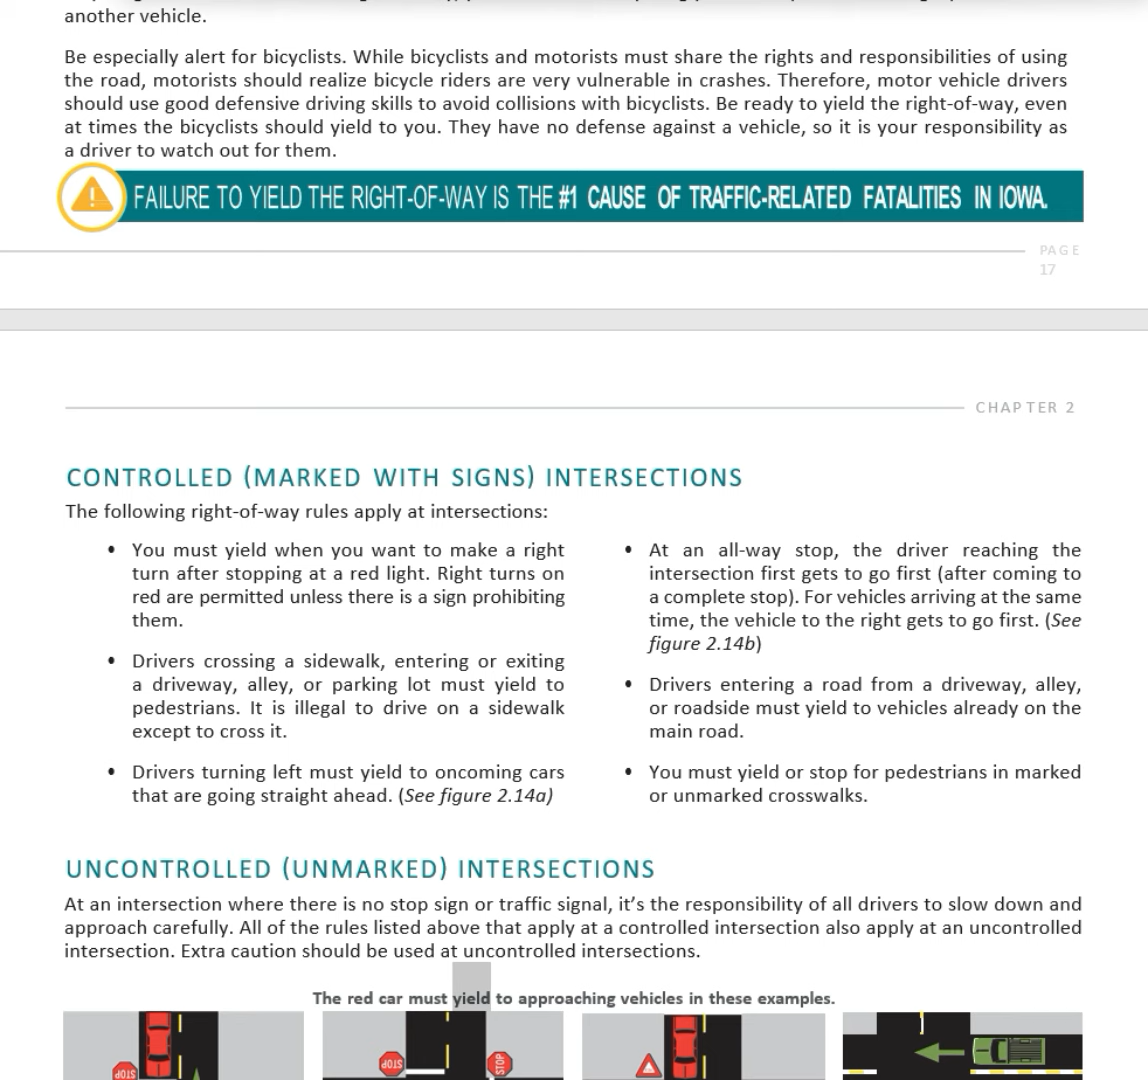 another vehicle.
Be especially alert for bicyclists. While bicyclists and motorists must share the rights and responsibilities of using
the road, motorists should realize bicycle riders are very vulnerable in crashes. Therefore, motor vehicle drivers
should use good defensive driving skills to avoid collisions with bicyclists. Be ready to yield the right-of-way, even
at times the bicyclists should yield to you. They have no defense against a vehicle, so it is your responsibility as
a driver to watch out for them.
FAILURE TO YIELD THE RIGHT-OF-WAY IS THE #1 CAUSE OF TRAFFIC-RELATED FATALITIES IN IOWA.
PAGE
17
CHAPTER 2
CONTROLLED (MARKED WITH SIGNS) INTERSECTIONS
The following right-of-way rules apply at intersections:
• You must yield when you want to make a right
turn after stopping at a red light. Right turns on
red are permitted unless there is a sign prohibiting
them.
• Drivers crossing a sidewalk, entering or exiting
a driveway, alley, or parking lot must yield to
pedestrians. It is illegal to drive on a sidewalk
except to cross it.
• Drivers turning left must yield to oncoming cars
that are going straight ahead. (See figure 2.14a)
• At an all-way stop, the driver reaching the
intersection first gets to go first (after coming to
a complete stop). For vehicles arriving at the same
time, the vehicle to the right gets to go first. (See
figure 2.14b)
• Drivers entering a road from a driveway, alley,
or roadside must yield to vehicles already on the
main road.
• You must yield or stop for pedestrians in marked
or unmarked crosswalks.
UNCONTROLLED (UNMARKED) INTERSECTIONS
At an intersection where there is no stop sign or traffic signal, it’s the responsibility of all drivers to slow down and
approach carefully. All of the rules listed above that apply at a controlled intersection also apply at an uncontrolled
intersection. Extra caution should be used at uncontrolled intersections.
The red car must yield to approaching vehicles in these examples.
STOP
STOP
STOP